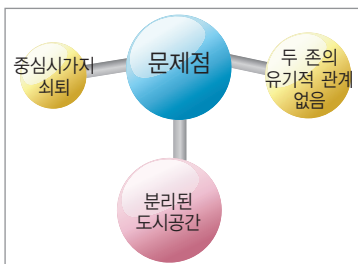 중심시가지
쇠퇴
문제점
두 존의
유기적 관계
없음
분리된
도시공간